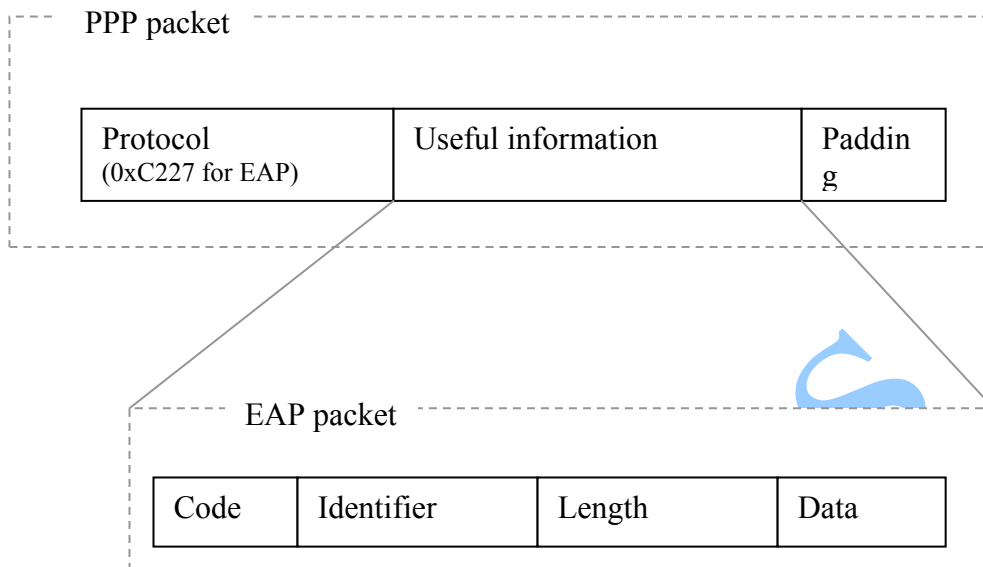 PPP packet
Protocol
(0xC227 for EAP)
Useful information
Paddin
g
EAP packet
Code
Identifier
Length
Data